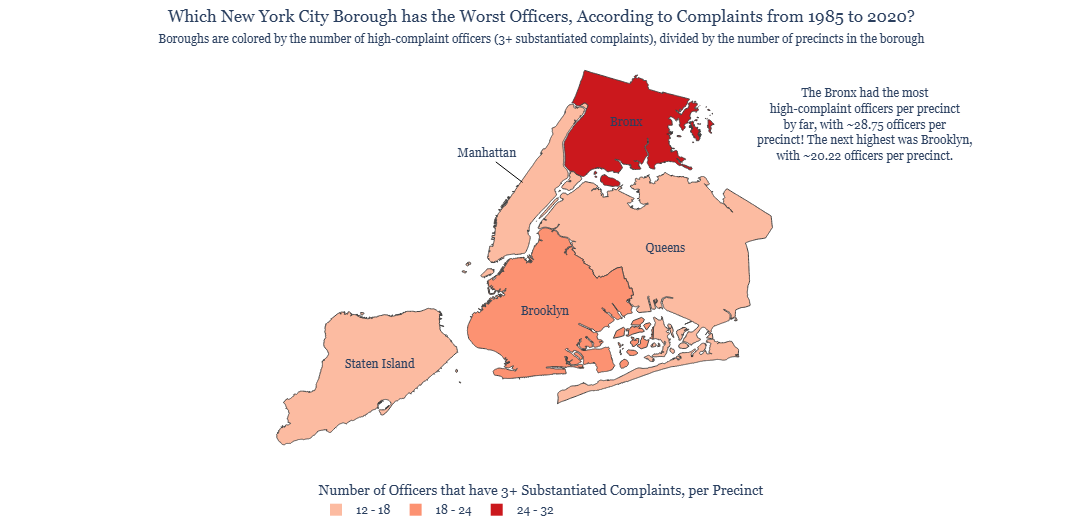 Which New York City Borough has the Worst Officers, According to Complaints from 1985 to 2020?
Boroughs are colored by the number of high-complaint officers (3+ substantiated complaints), divided by the number of precincts in the borough
The Bronx had the most
high-complaint officers per precinct
by far, with ~28.75 officers per
precinct! The next highest was Brooklyn,
with ~20.22 officers per precinct.
Bronx
Manhattan
Queens
Brooklyn
Staten Island
Number of Officers that have 3+ Substantiated Complaints, per Precinct
12 - 18 18 - 24 24 - 32